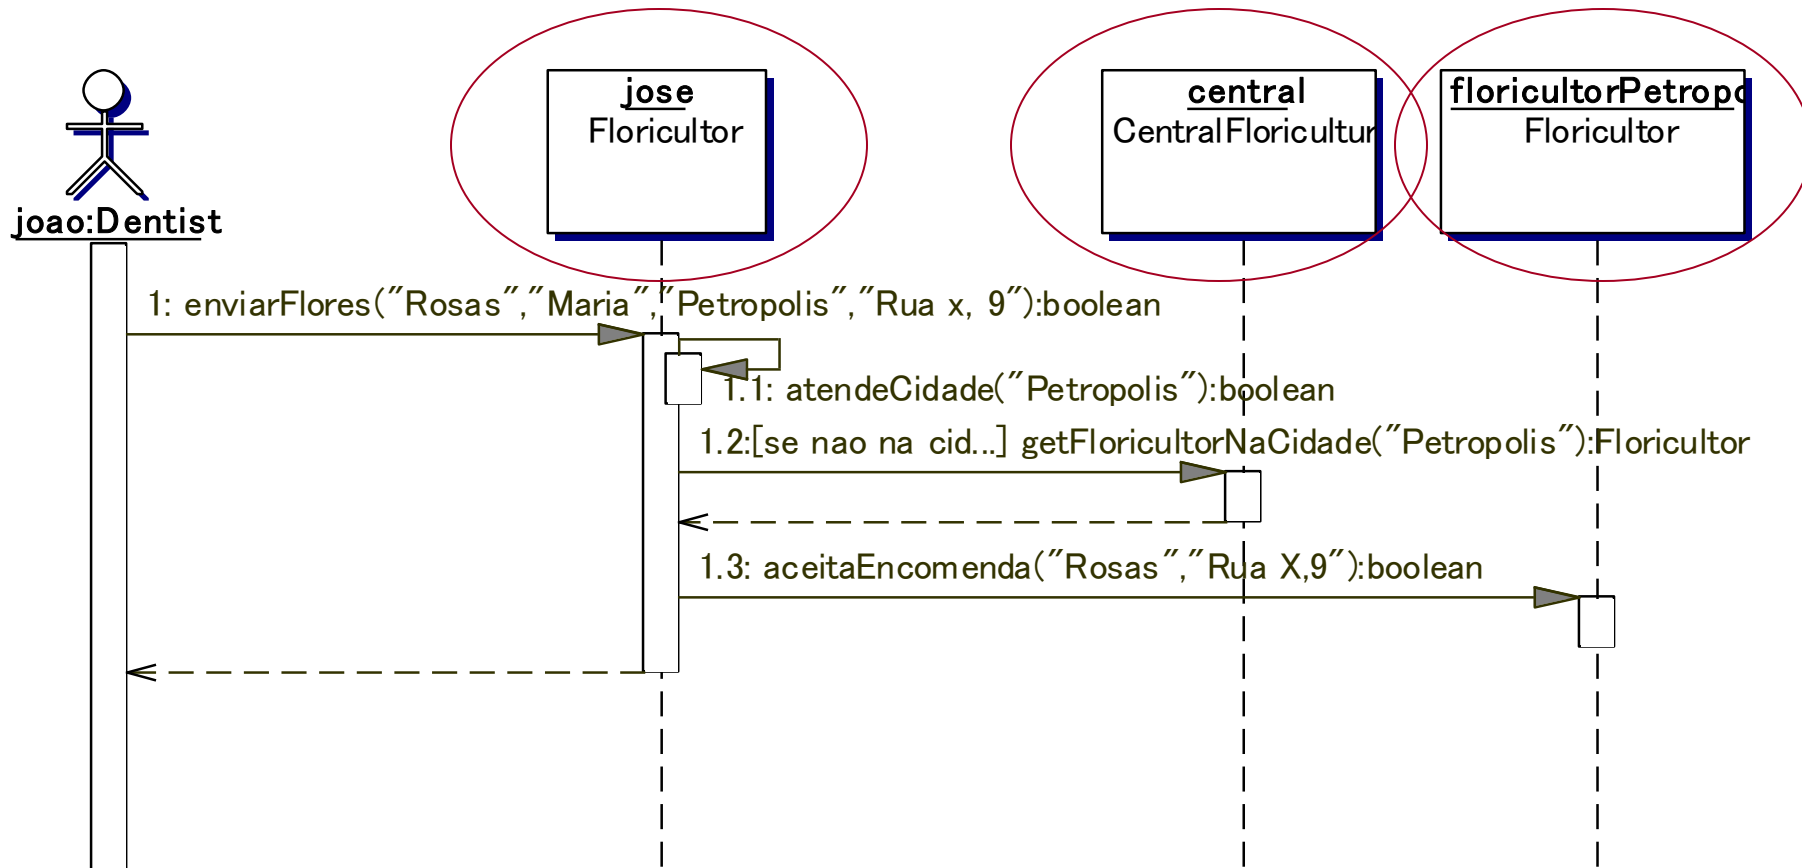 jose
Floricultor
central
CentralFloricultur
floricultorPetropo
Floricultor
joao:Dentist
1: enviarFlores("Rosas","Maria","Petropolis","Rua x, 9"):boolean
1.1: atendeCidade("Petropolis"):boolean
1.2:[se nao na cid...] getFloricultorNaCidade("Petropolis"):Floricultor
1.3: aceitaEncomenda("Rosas","Rua X,9"):boolean